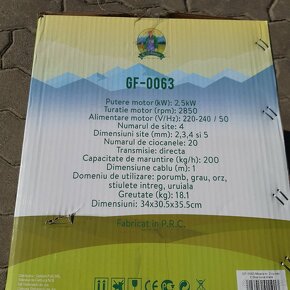 GF-0063
Putere motor(kW): 2.5kW
Turatie motor (rpm): 2850
Alimentare motor (V/Hz): 220-240 / 50
Numarul de site: 4
Dimensiuni site (mm): 2,3,4 si 5
Numar de ciocanele: 20
Transmisie: directa
Capacitate de maruntire (kg/h): 200
Dimensiune cablu (m): 1
Domeniu de utilizare: porumb, grau, orz,
stiulete intreg, uruiala
Greutate (kg): 18.1
Dimensiuni: 34x30.5x35.5cm
Fabricat in P.R.C.